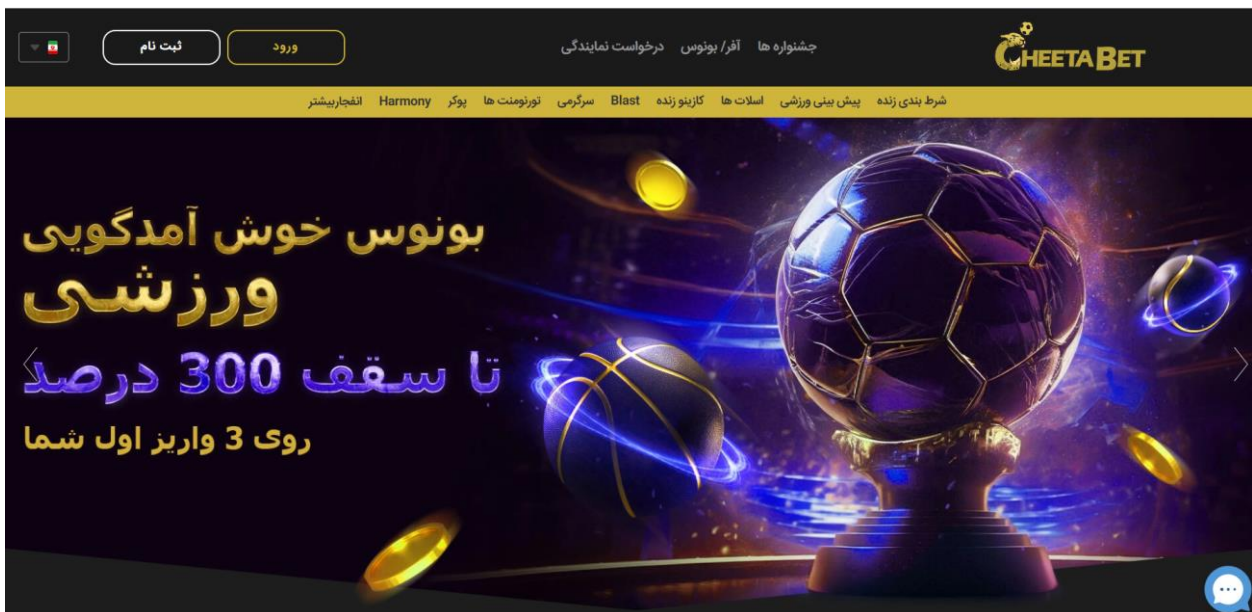 CHEETABET
جشنواره ها آفر/ بونوس درخواست نمایندگی ورود ثبت نام
شرط بندی زنده پیش بینی ورزشی اسلات ها کازینو زنده Blast سرگرمی تورنومنت ها پوکر Harmony انفجاربیشتر
بونوس خوش آمدگویی
ورزشی
تا سقف 300 درصد
روی 3 واریز اول شما